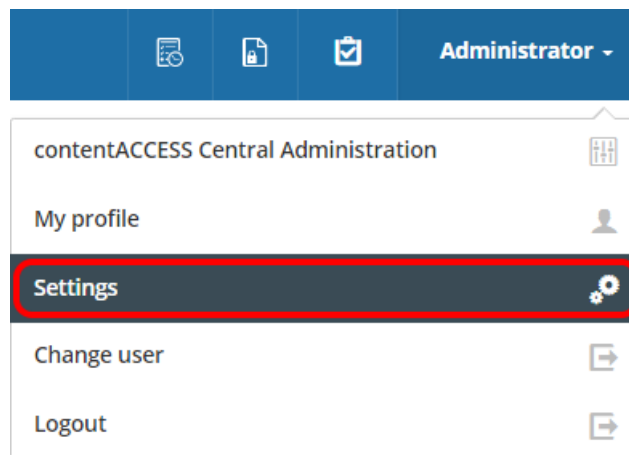 Administrator
contentACCESS Central Administration
My profile
Settings
Change user
Logout